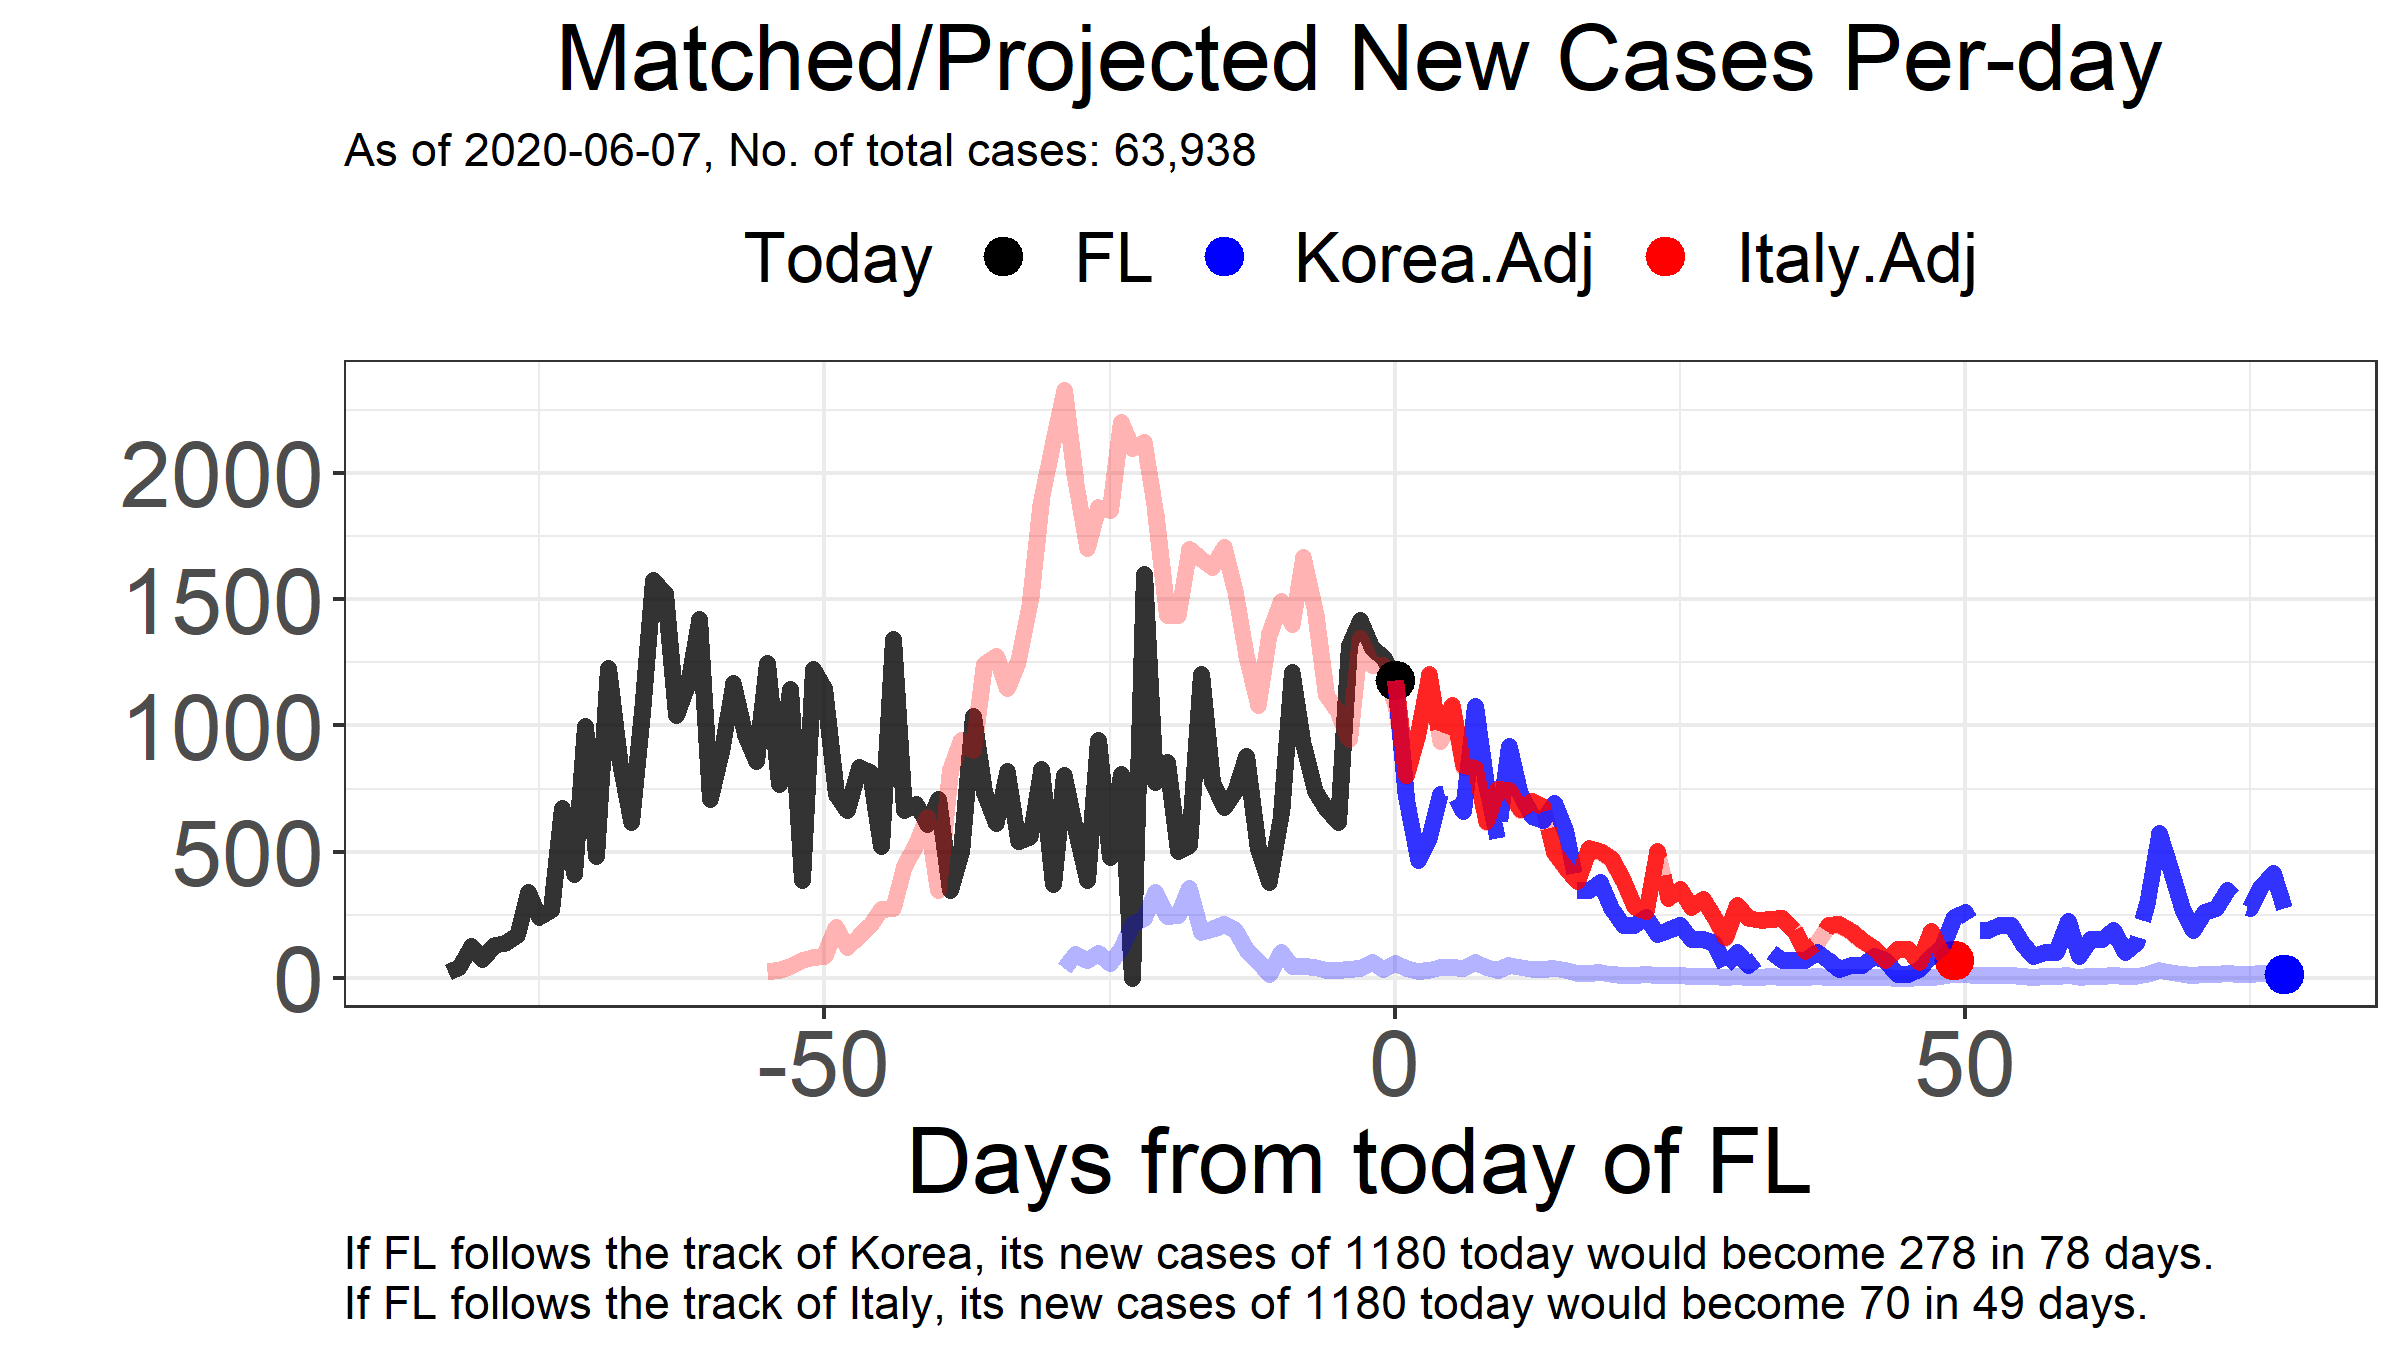 Matched/Projected New Cases Per-day
As of 2020-06-07, No. of total cases: 63,938
Today FL Korea.Adj Italy.Adj
2000
1500
1000
500
0
-50 0 50
Days from today of FL
If FL follows the track of Korea, its new cases of 1180 today would become 278 in 78 days.
If FL follows the track of Italy, its new cases of 1180 today would become 70 in 49 days.